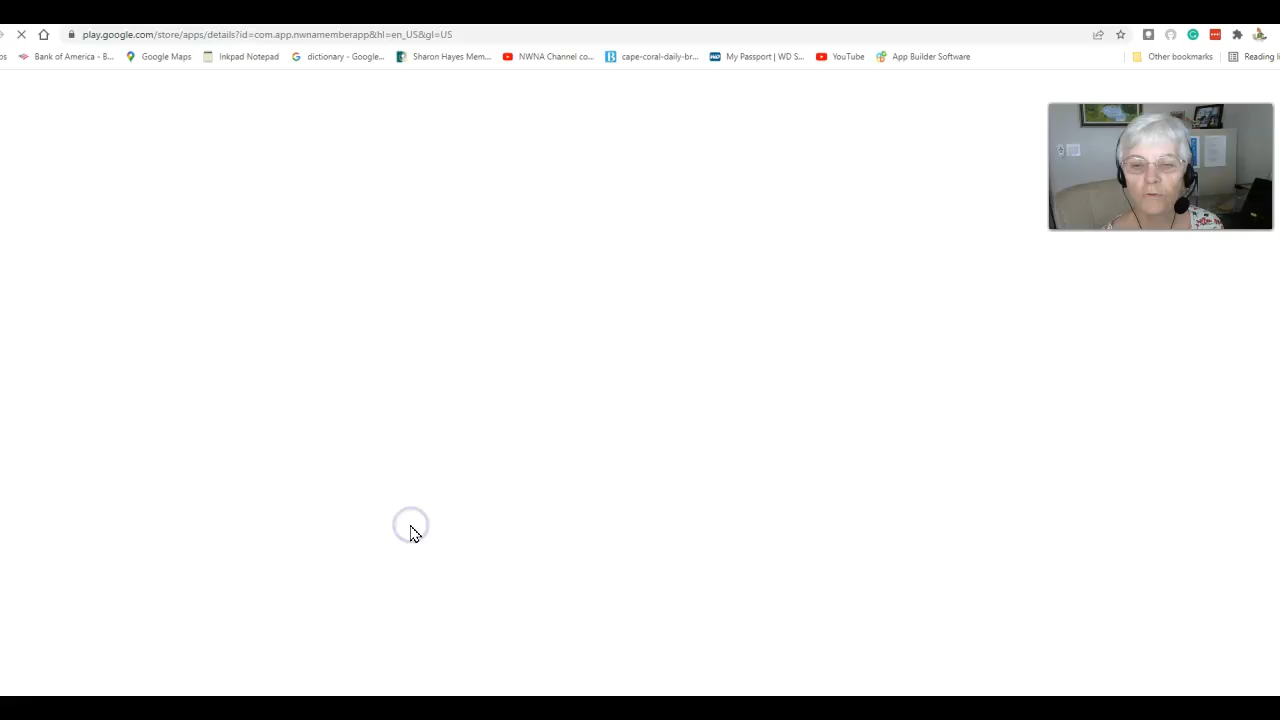 play.google.com/store/apps/details?id=com.app.nwnamemberapp&hl=en_US&gl=US
Bank of America - B... Google Maps Inkpad Notepad dictionary - Google... Sharon Hayes Mem... NWNA Channel co... cape-coral-daily-br... My Passport | WD S... YouTube App Builder Software Other bookmarks Reading